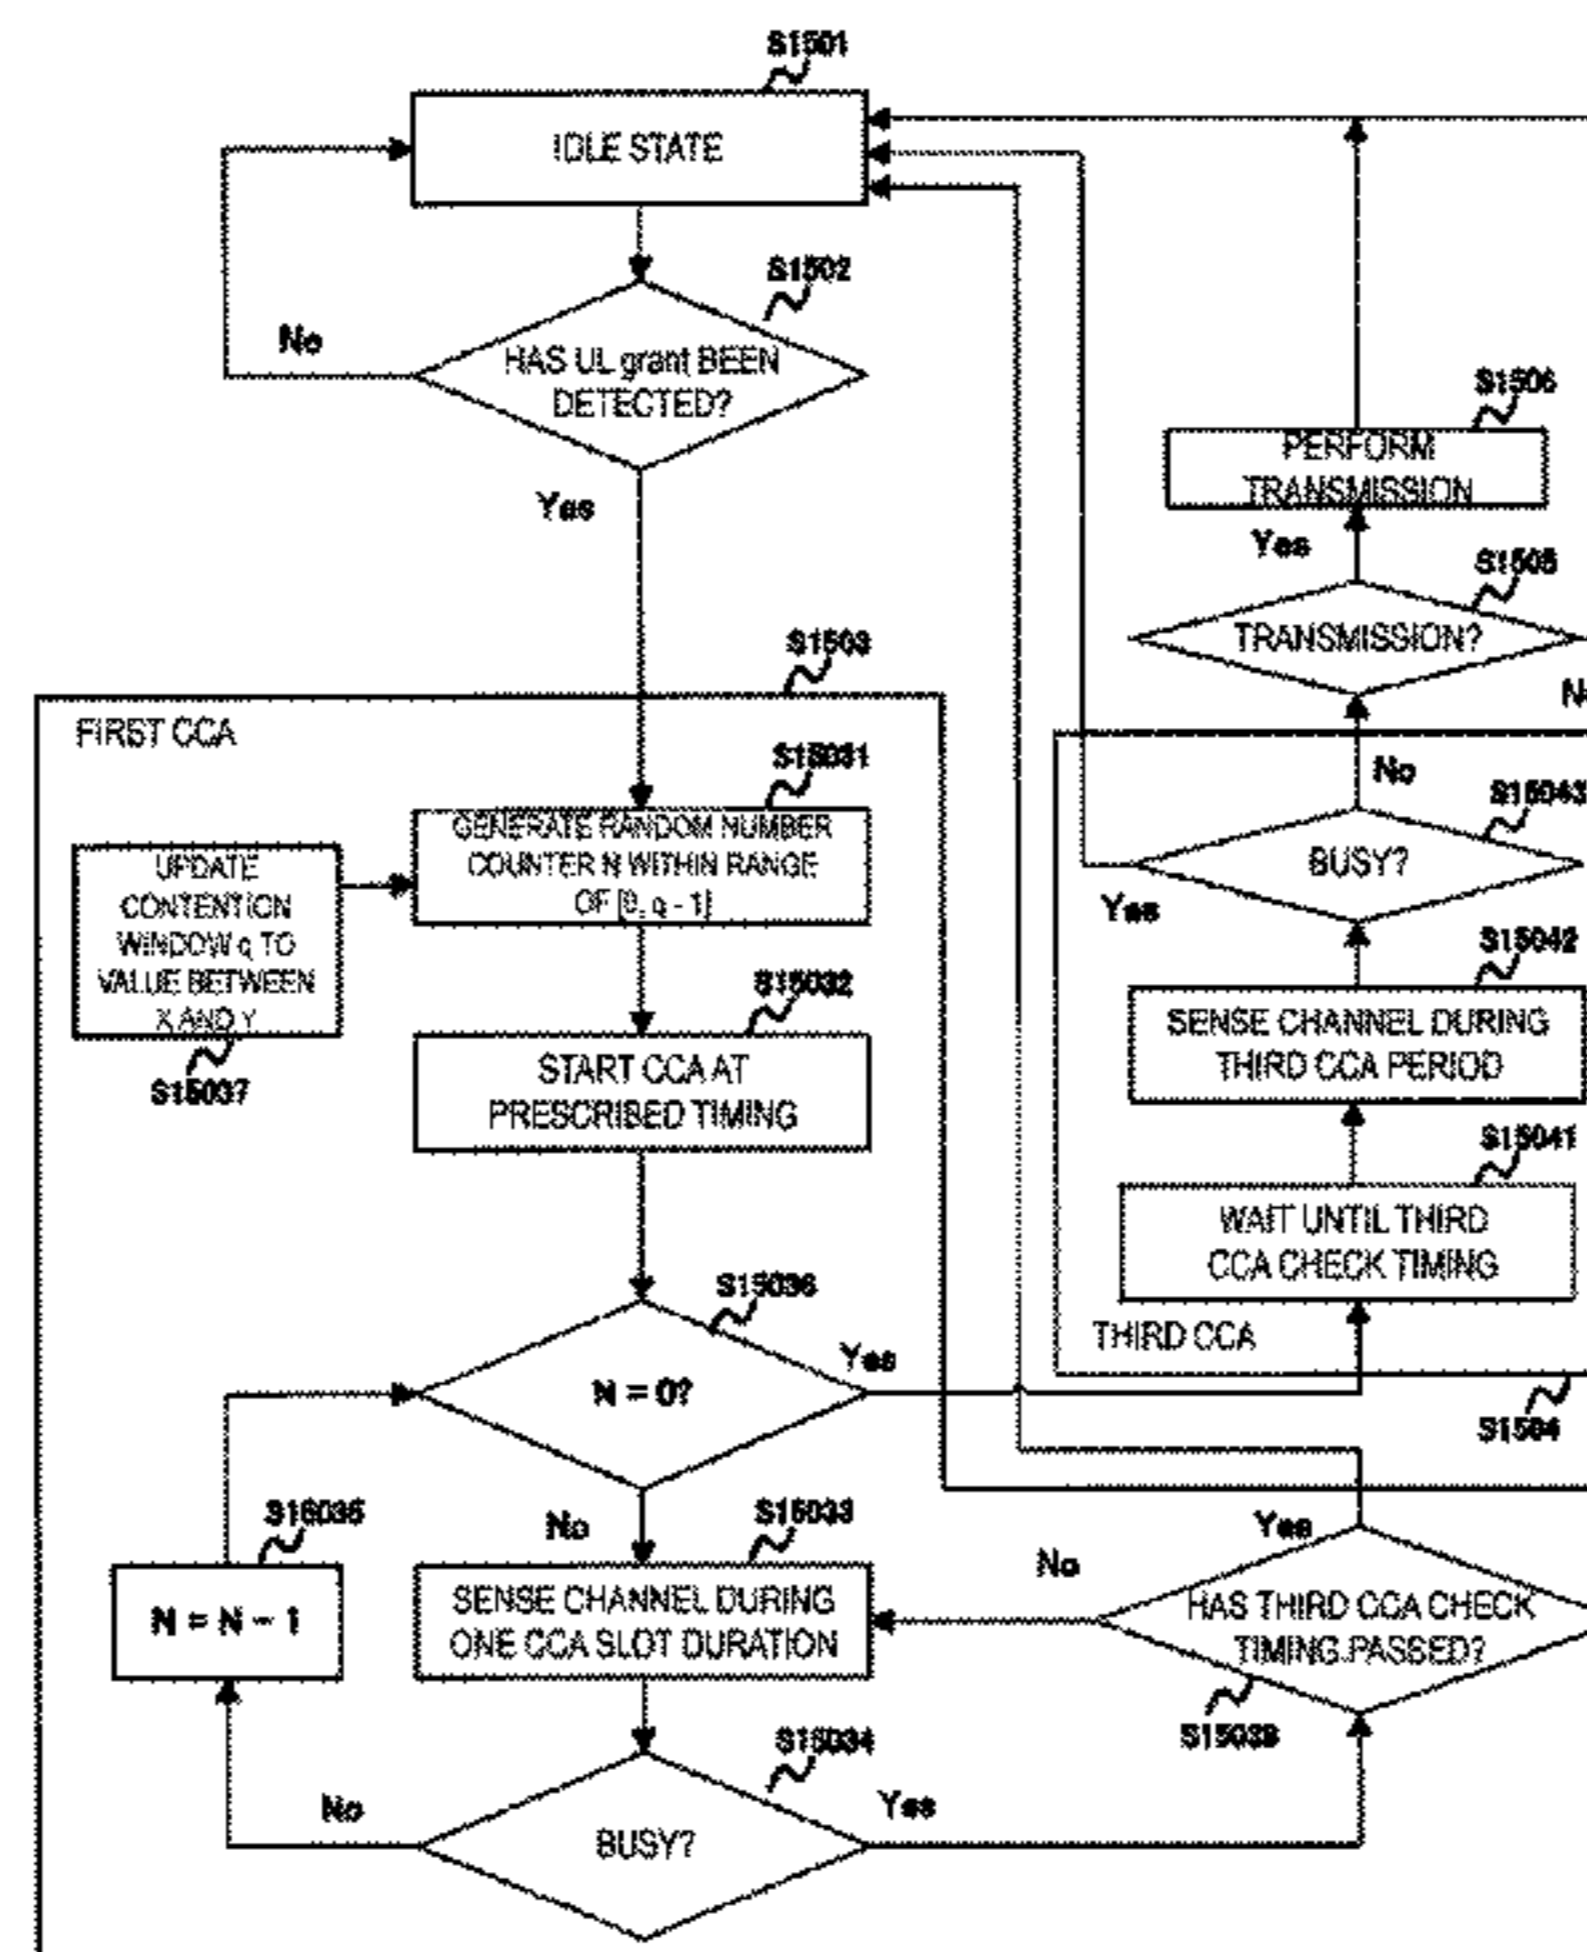 S1501
IDLE STATE
S1502
No
HAS UL grant BEEN
DETECTED?
Yes
S1506
PERFORM
TRANSMISSION
Yes
S1505
TRANSMISSION?
S1503
FIRST CCA
No
S15043
BUSY?
Yes
S15031
GENERATE RANDOM NUMBER
COUNTER N WITHIN RANGE
OF [0, q - 1]
UPDATE
CONTENTION
WINDOW q TO
VALUE BETWEEN
X AND Y
S15037
S15042
SENSE CHANNEL DURING
THIRD CCA PERIOD
S15032
START CCA AT
PRESCRIBED TIMING
S15041
WAIT UNTIL THIRD
CCA CHECK TIMING
THIRD CCA
S1504
S15036
N = 0?
Yes
No
S15035
N = N - 1
S15033
SENSE CHANNEL DURING
ONE CCA SLOT DURATION
Yes
No
HAS THIRD CCA CHECK
TIMING PASSED?
S15034
BUSY?
No
Yes